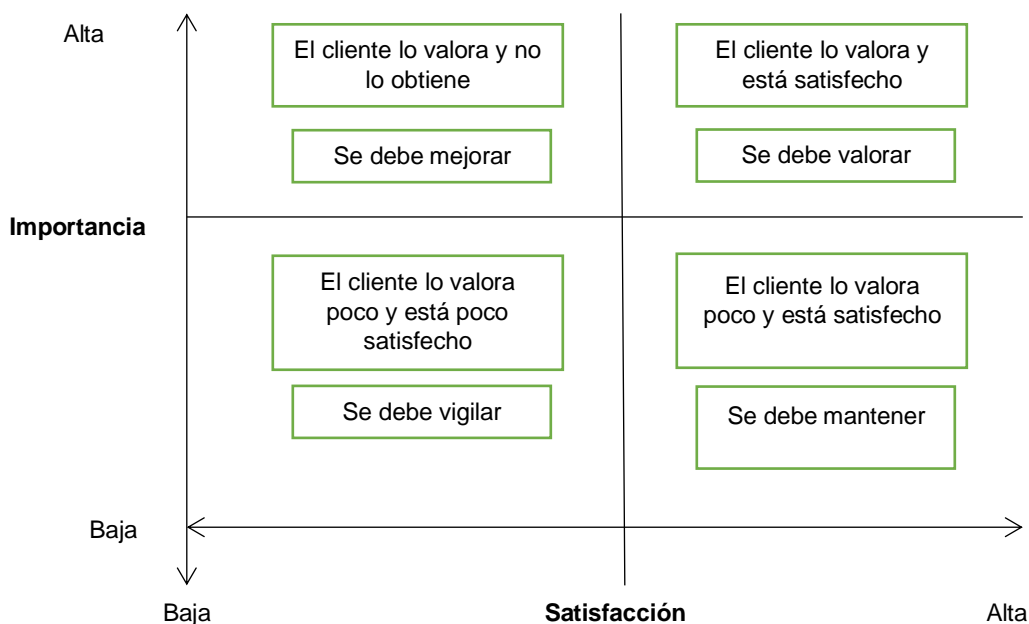 Alta
El cliente lo valora y no
lo obtiene
El cliente lo valora y
está satisfecho
Se debe mejorar
Se debe valorar
Importancia
El cliente lo valora
poco y está poco
satisfecho
El cliente lo valora
poco y está satisfecho
Se debe vigilar
Se debe mantener
Baja
Baja
Satisfacción
Alta